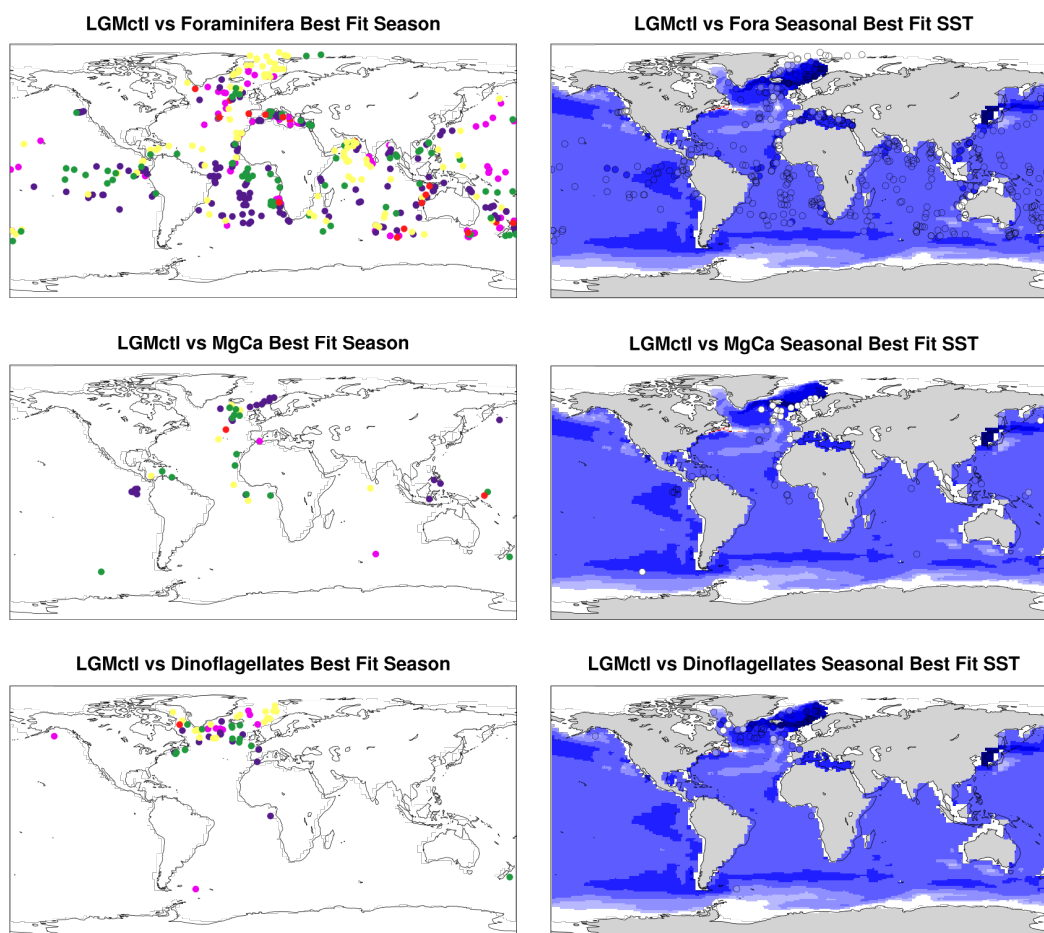 LGMctl vs Foraminifera Best Fit Season
LGMctl vs Fora Seasonal Best Fit SST
LGMctl vs MgCa Best Fit Season
LGMctl vs MgCa Seasonal Best Fit SST
LGMctl vs Dinoflagellates Best Fit Season
LGMctl vs Dinoflagellates Seasonal Best Fit SST